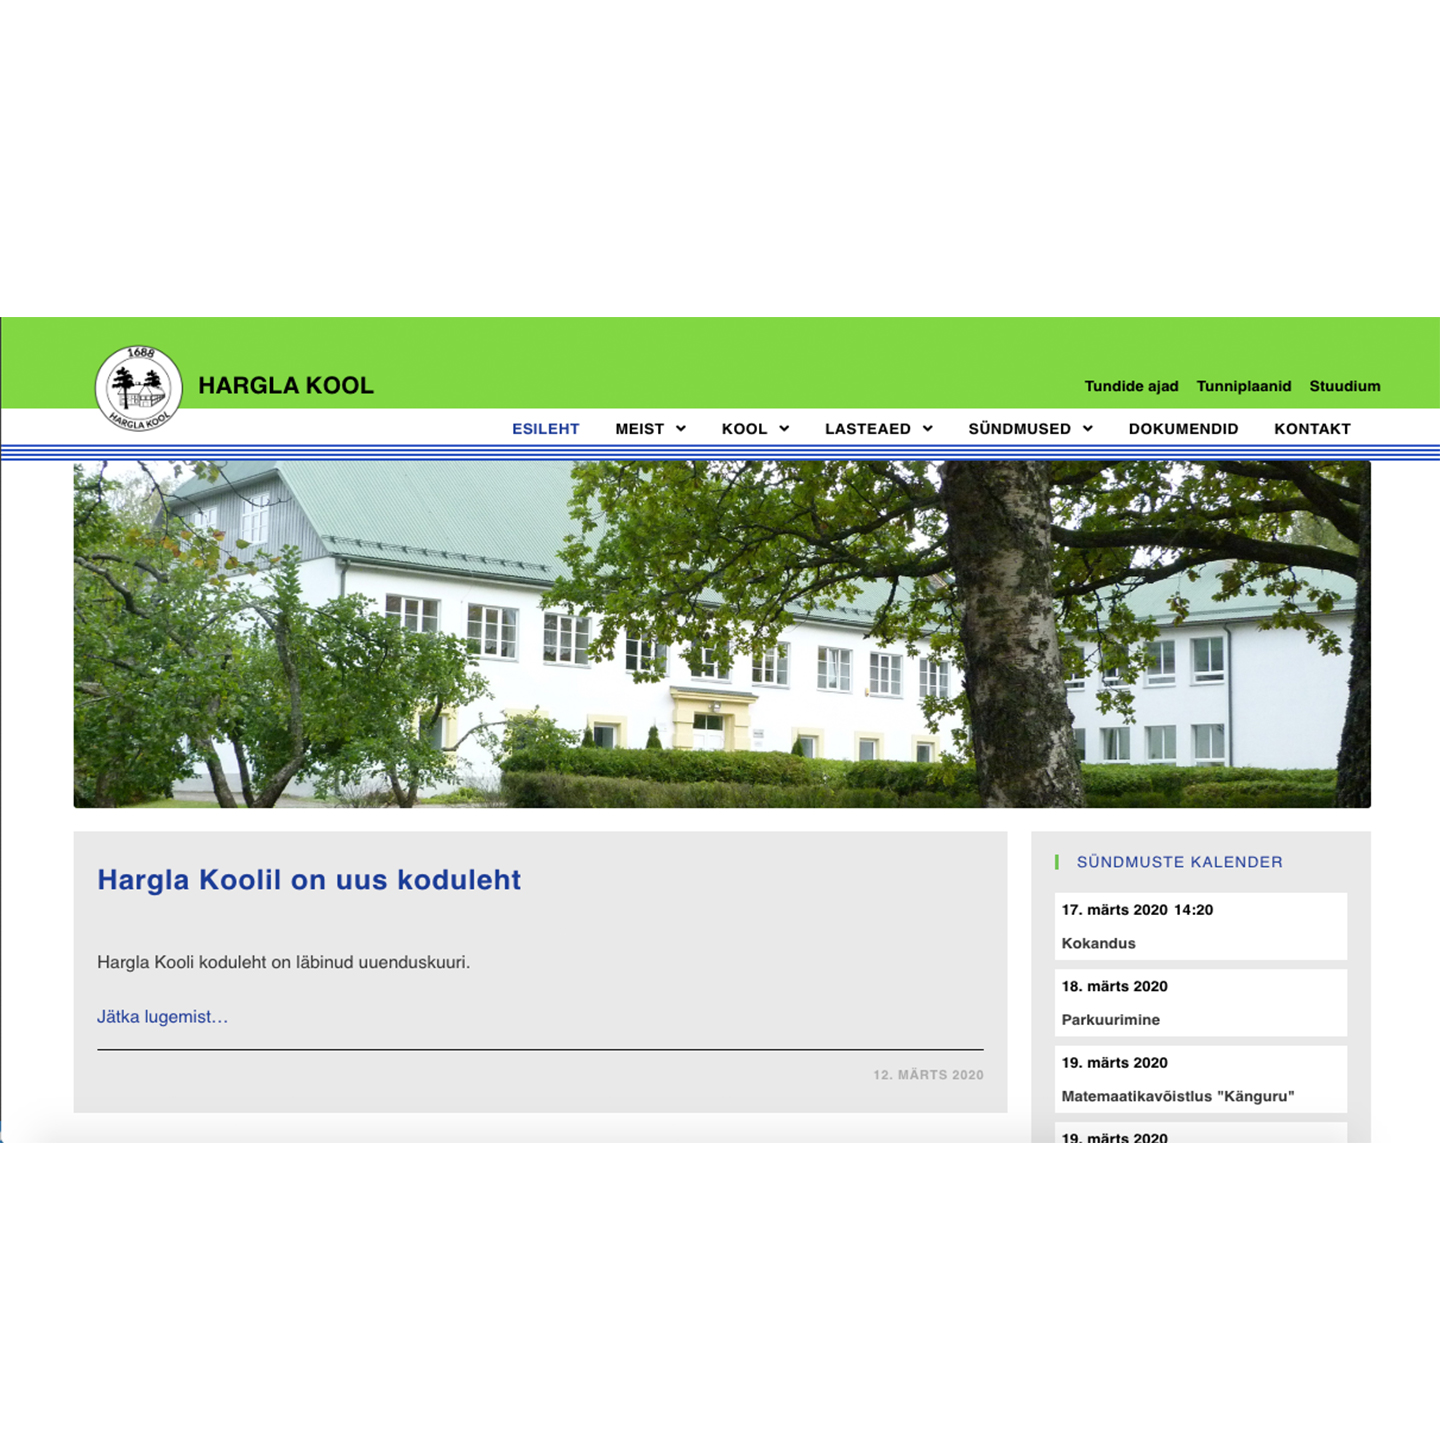 1688
HARGLA KOOL
HARGLA KOOL
Tundide ajad Tunniplaanid Stuudium
ESILEHT MEIST KOOL LASTEAED SÜNDMUSED DOKUMENDID KONTAKT
Hargla Koolil on uus koduleht
Hargla Kooli koduleht on läbinud uuenduskuuri.
Jätka lugemist...
12. MÄRTS 2020
SÜNDMUSTE KALENDER
17. märts 2020 14:20
Kokandus
18. märts 2020
Parkuurimine
19. märts 2020
Matemaatikavõistlus "Känguru"
19. märts 2020